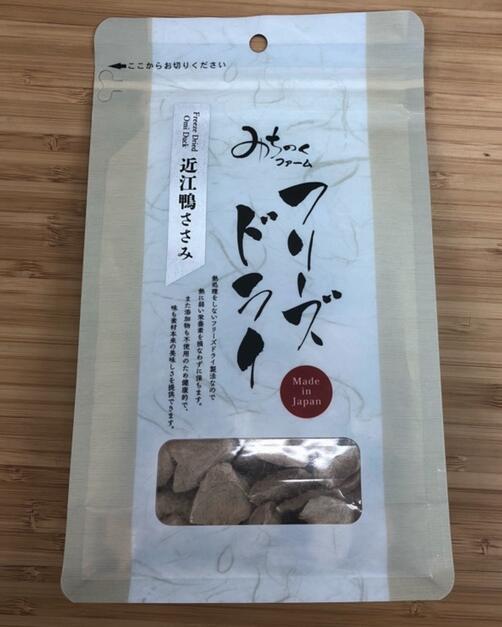 ここからお切りください
みちのく
ファーム
フリーズ
ドライ
Freeze Dried
Omi Duck
近江鴨ささみ
熱処理をしないフリーズドライ製法なので
熱に弱い栄養素を損なわずに保ちます。
また添加物も不使用のため健康的で、
味も素材本来の美味しさを提供できます。
Made
in
Japan